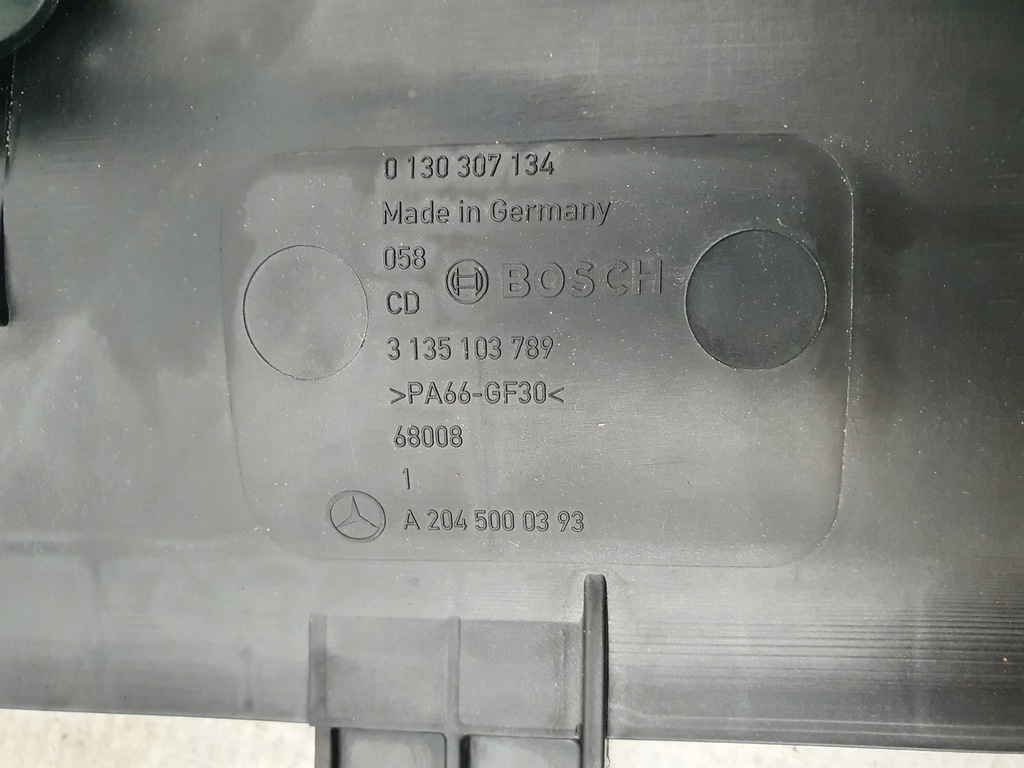 0 130 307 134
Made in Germany
058
BOSCH
CD
3 135 103 789
>PA66-GF30<
68008
1
A 204 500 03 93